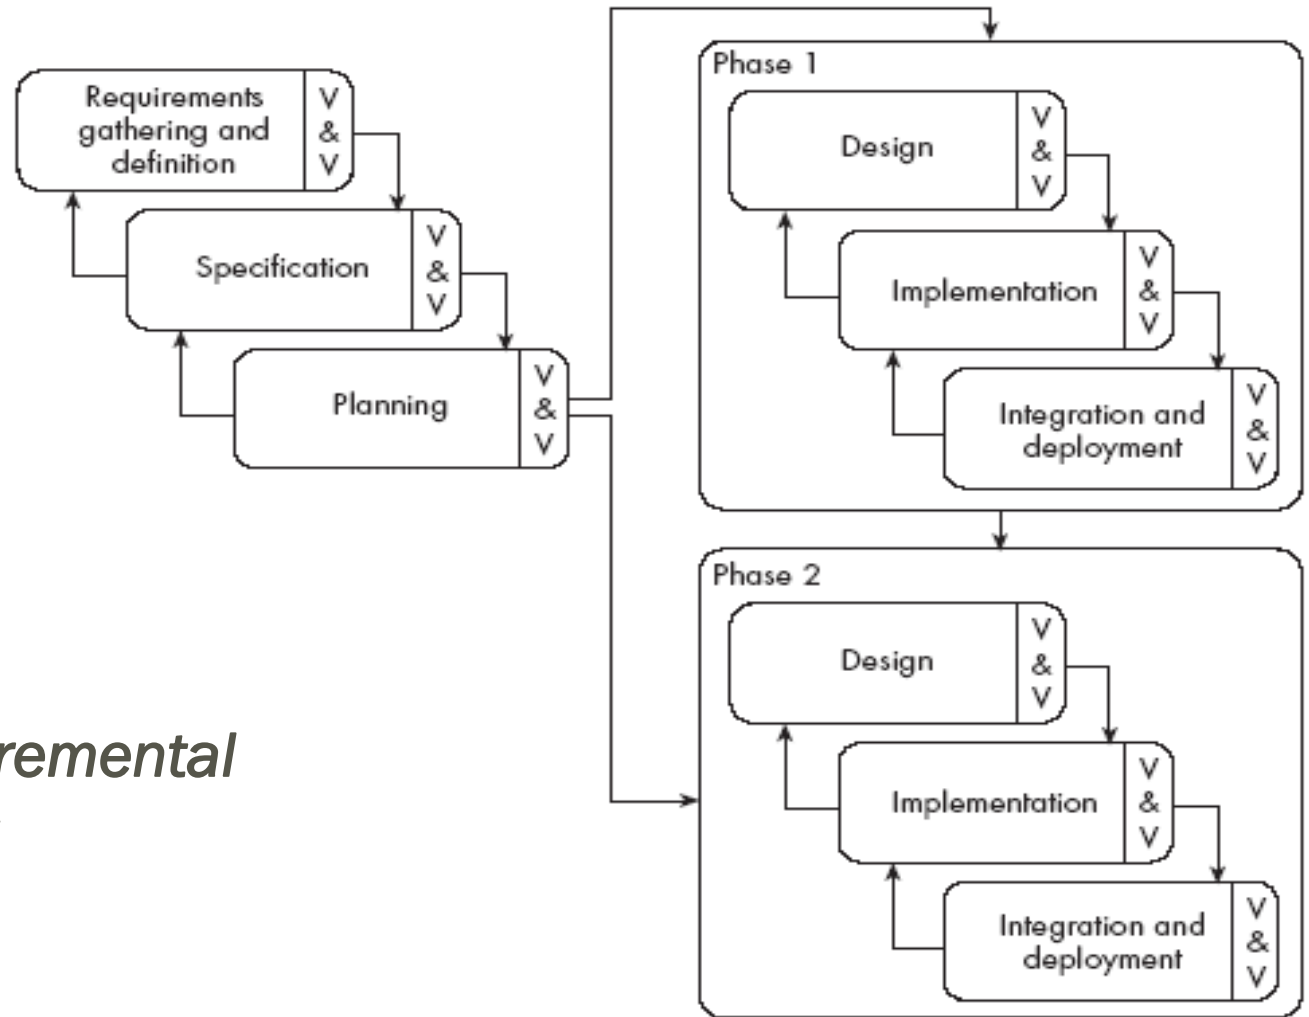 Requirements
gathering and
definition
V
&
V
Specification
V
&
V
Planning
V
&
V
Phase 1
Design
V
&
V
Implementation
V
&
V
Integration and
deployment
V
&
V
Phase 2
Design
V
&
V
Implementation
V
&
V
Integration and
deployment
V
&
V
remental